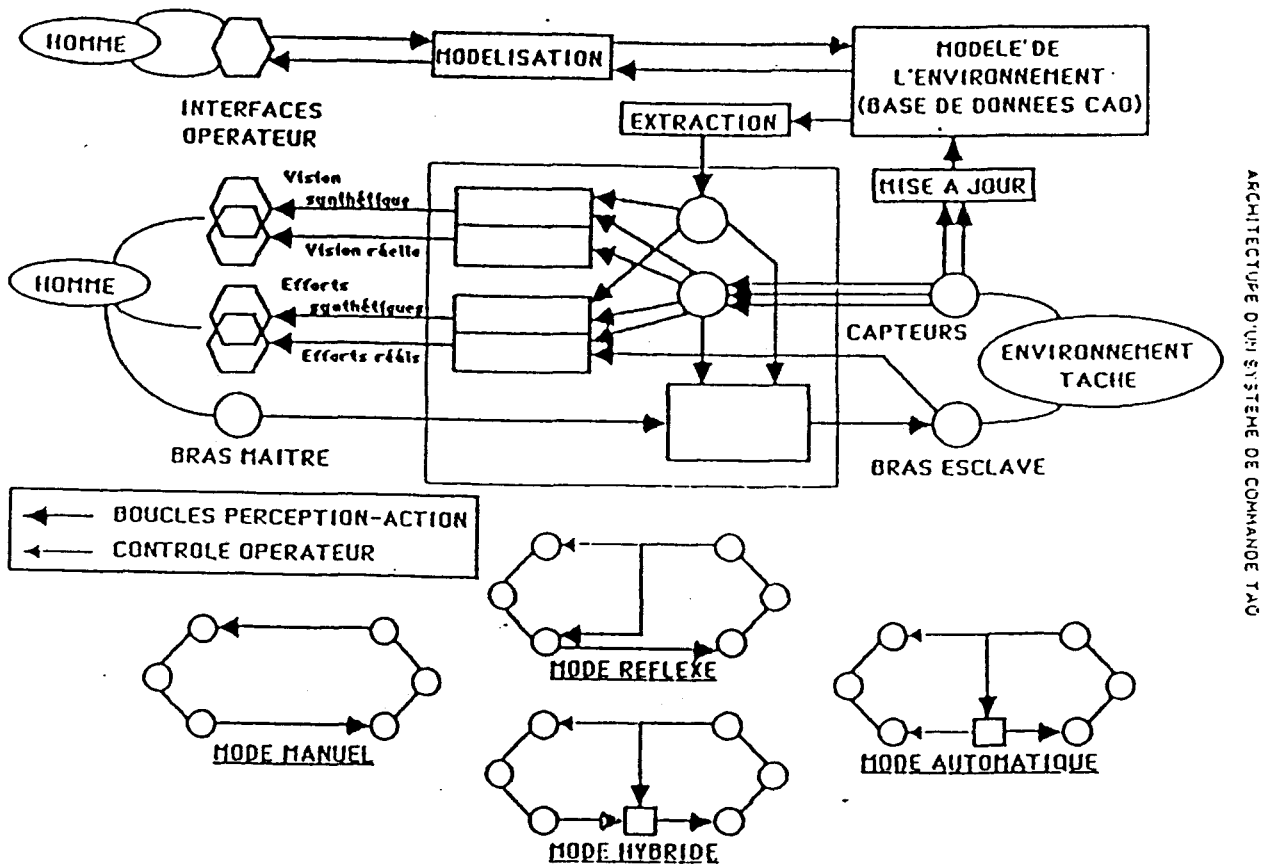 HOMME
MODELISATION
MODELE DE
L'ENVIRONNEMENT
(BASE DE DONNEES CAO)
INTERFACES
OPERATEUR
EXTRACTION
MISE A JOUR
Vision
synthétique
Vision réelle
HOMME
Efforts
synthétiques
Efforts réels
CAPTEURS
ENVIRONNEMENT
TACHE
BRAS MAITRE
BRAS ESCLAVE
BOUCLES PERCEPTION-ACTION
CONTROLE OPERATEUR
MODE REFLEXE
MODE MANUEL
MODE AUTOMATIQUE
MODE HYBRIDE
ARCHITECTURE D'UN SYSTEME DE COMMANDE TAO